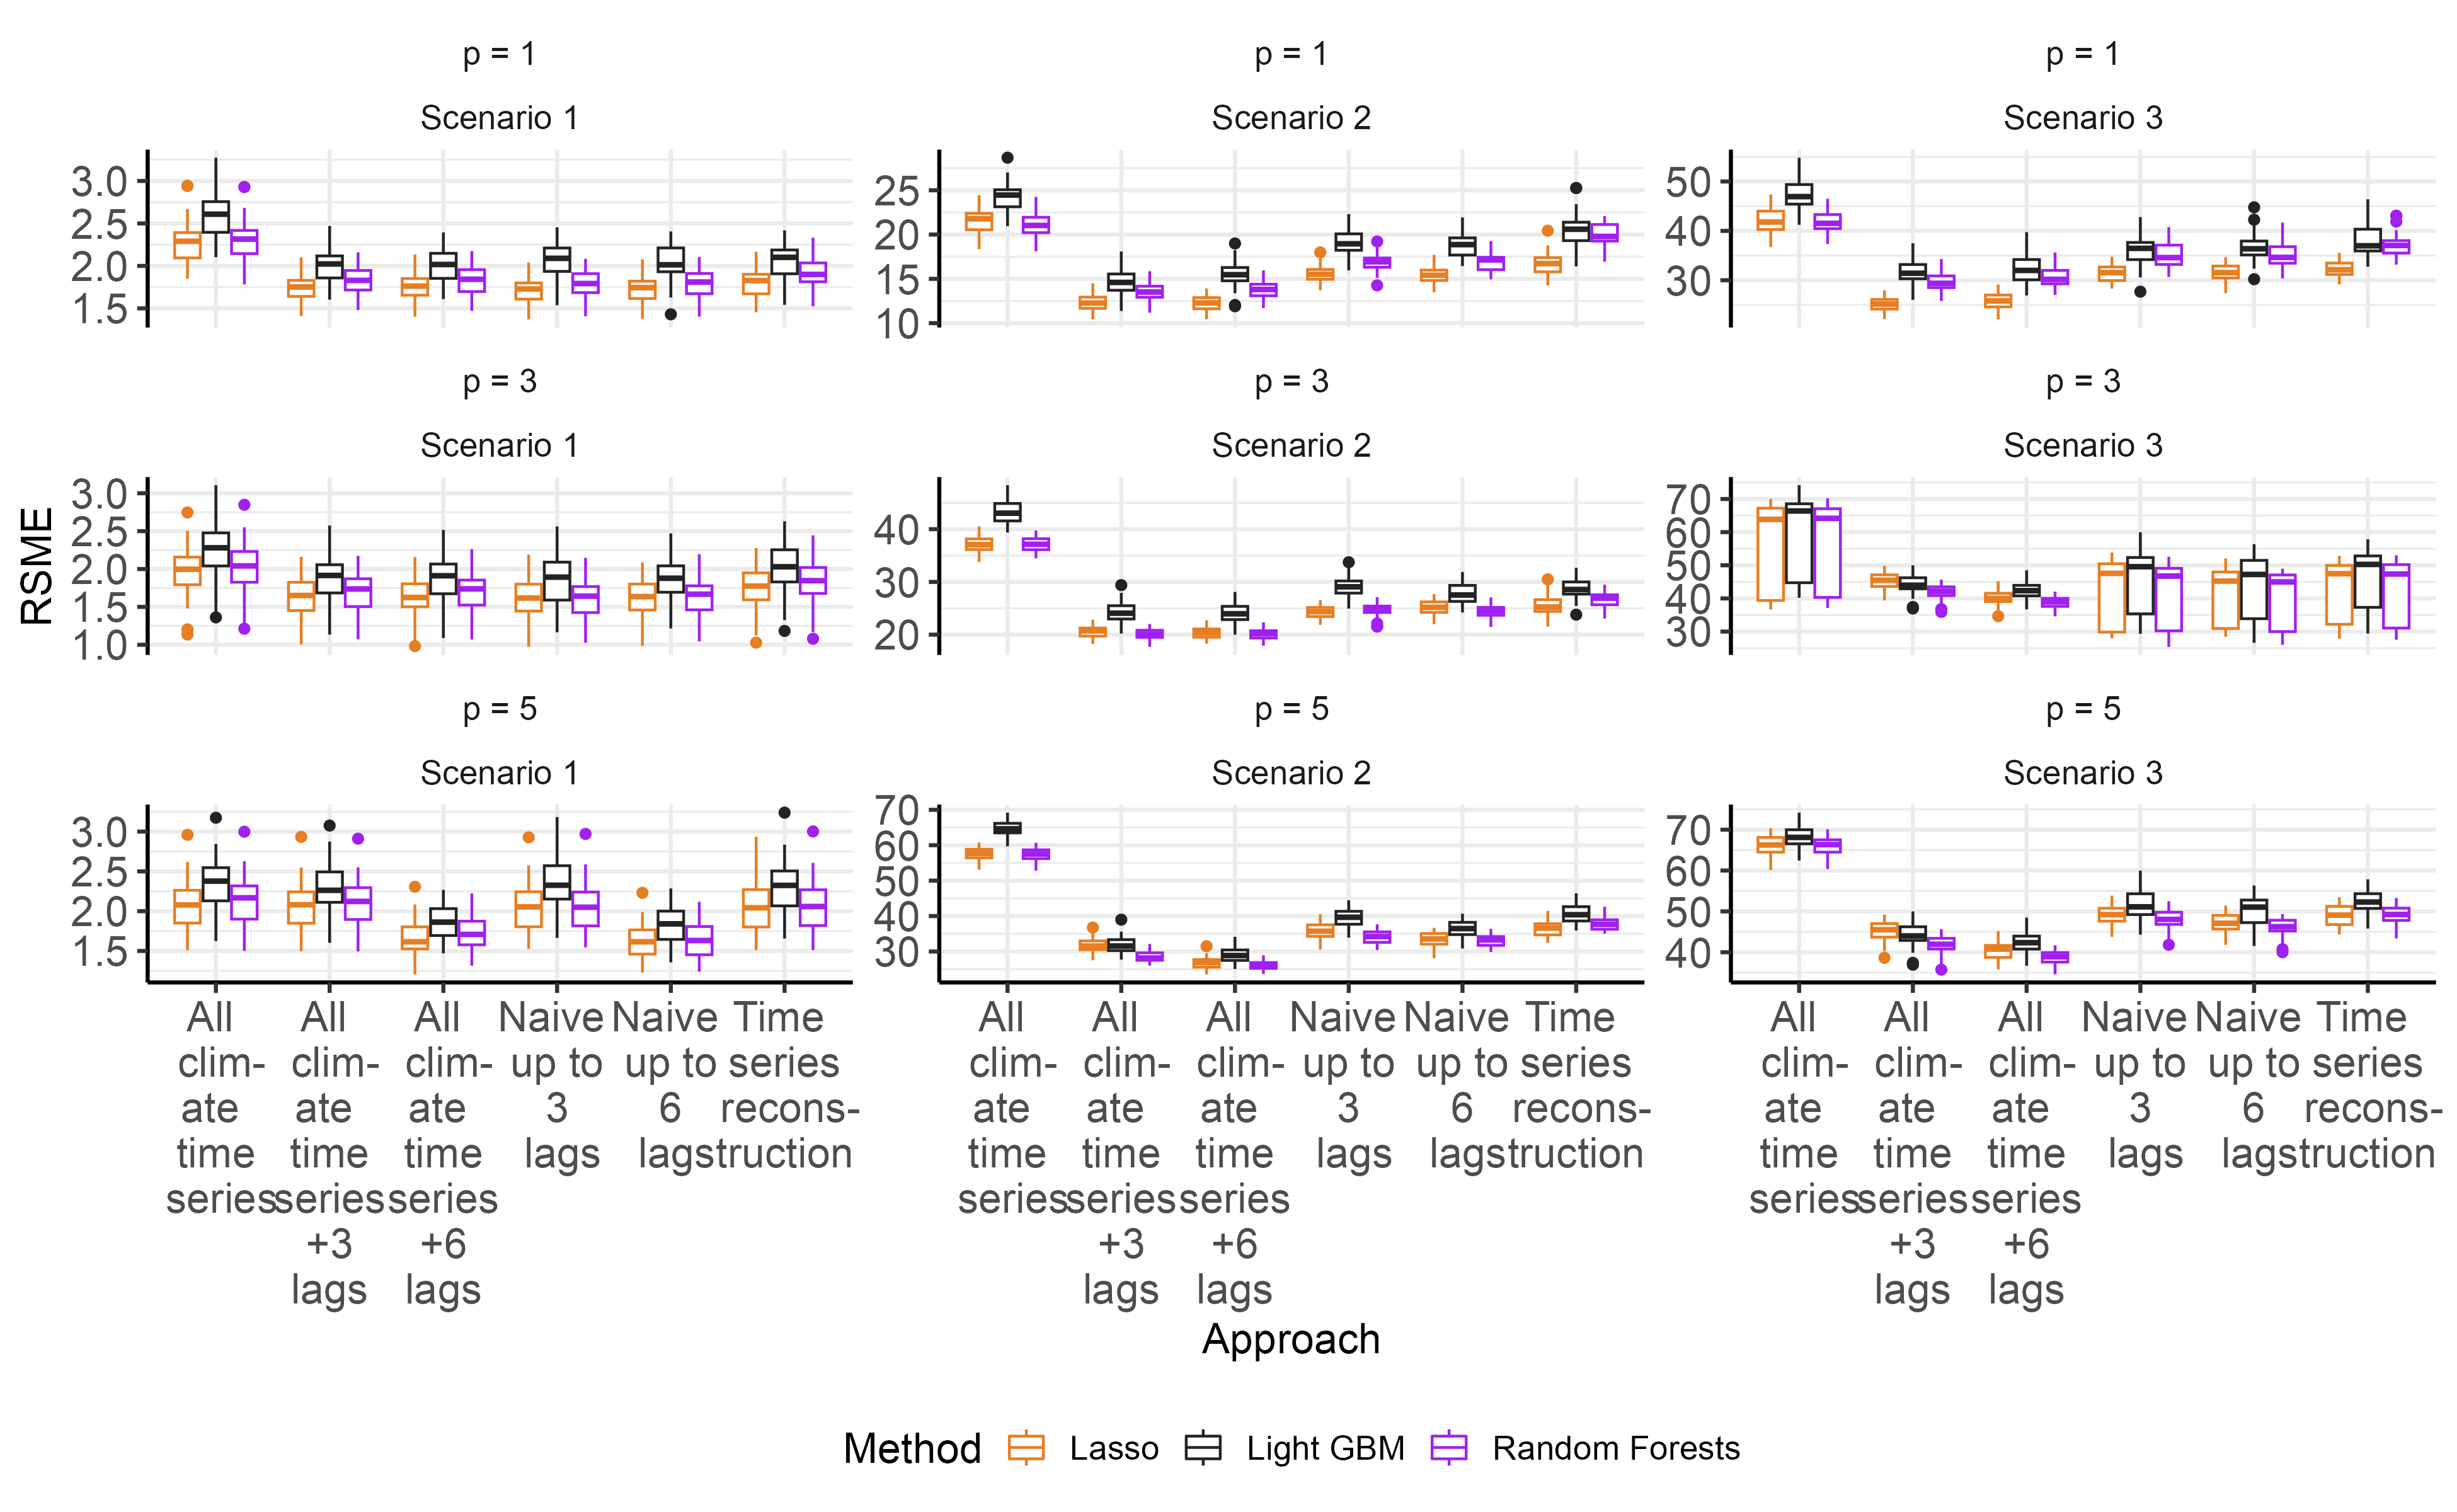 p = 1
p = 1
p = 1
Scenario 1
Scenario 2
Scenario 3
3.0
2.5
2.0
1.5
25
20
15
10
50
40
30
p = 3
p = 3
p = 3
Scenario 1
Scenario 2
Scenario 3
3.0
2.5
2.0
1.5
1.0
40
30
20
70
60
50
40
30
RSME
p = 5
p = 5
p = 5
Scenario 1
Scenario 2
Scenario 3
3.0
2.5
2.0
1.5
70
60
50
40
30
70
60
50
40
All
clim-
ate
time
series
All
clim-
ate
time
series
+3
lags
All
clim-
ate
time
series
+6
lags
Naive
up to
3
lags
Naive
up to
6
lags
Time
series
recons-
truction
All
clim-
ate
time
series
All
clim-
ate
time
series
+3
lags
All
clim-
ate
time
series
+6
lags
Naive
up to
3
lags
Naive
up to
6
lags
Time
series
recons-
truction
All
clim-
ate
time
series
All
clim-
ate
time
series
+3
lags
All
clim-
ate
time
series
+6
lags
Naive
up to
3
lags
Naive
up to
6
lags
Time
series
recons-
truction
Approach
Method Lasso Light GBM Random Forests